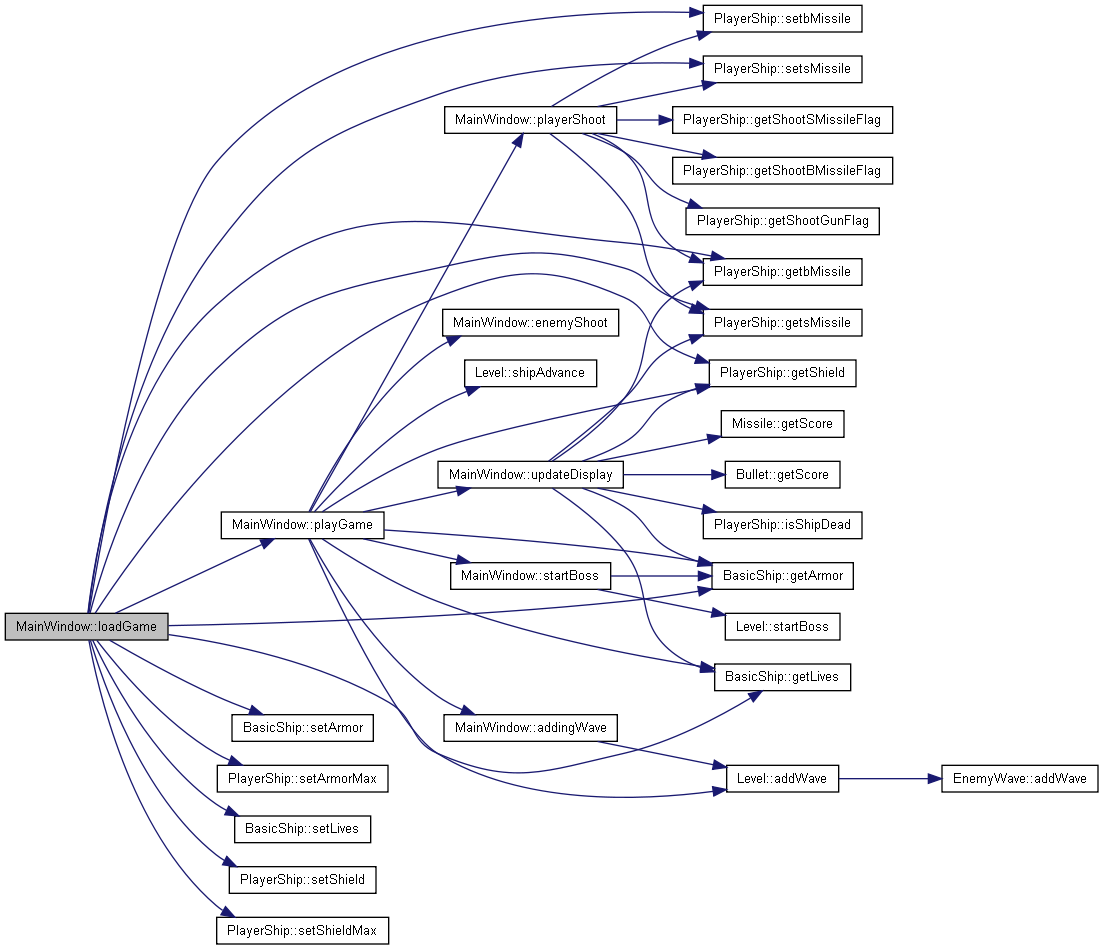 PlayerShip::setbMissile
PlayerShip::setsMissile
MainWindow::playerShoot
PlayerShip::getShootSMissileFlag
PlayerShip::getShootBMissileFlag
PlayerShip::getShootGunFlag
PlayerShip::getbMissile
MainWindow::enemyShoot
PlayerShip::getsMissile
Level::shipAdvance
PlayerShip::getShield
Missile::getScore
MainWindow::updateDisplay
Bullet::getScore
MainWindow::playGame
PlayerShip::isShipDead
MainWindow::startBoss
BasicShip::getArmor
MainWindow::loadGame
Level::startBoss
BasicShip::getLives
BasicShip::setArmor
MainWindow::addingWave
PlayerShip::setArmorMax
Level::addWave
EnemyWave::addWave
BasicShip::setLives
PlayerShip::setShield
PlayerShip::setShieldMax